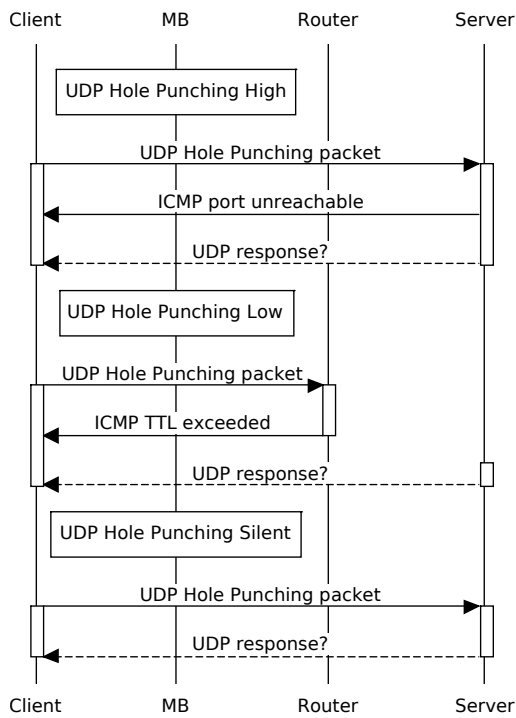 Client MB Router Server
UDP Hole Punching High
UDP Hole Punching packet
ICMP port unreachable
UDP response?
UDP Hole Punching Low
UDP Hole Punching packet
ICMP TTL exceeded
UDP response?
UDP Hole Punching Silent
UDP Hole Punching packet
UDP response?
Client MB Router Server